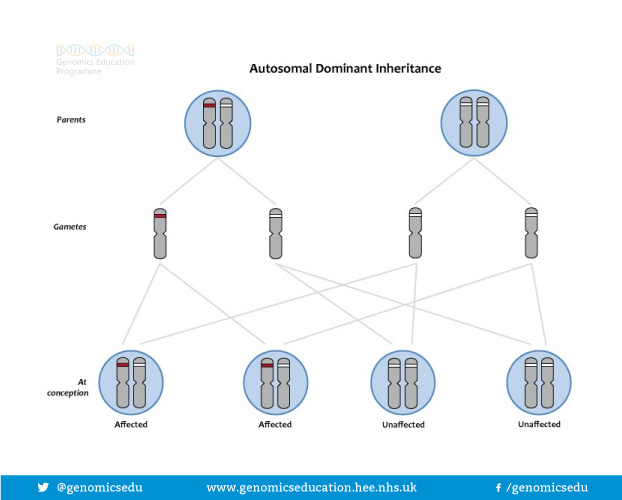 Genomics Education
Programme
Autosomal Dominant Inheritance
Parents
Gametes
At
conception
Affected
Affected
Unaffected
Unaffected
@genomicsedu
www.genomicseducation.hee.nhs.uk
/genomicsedu